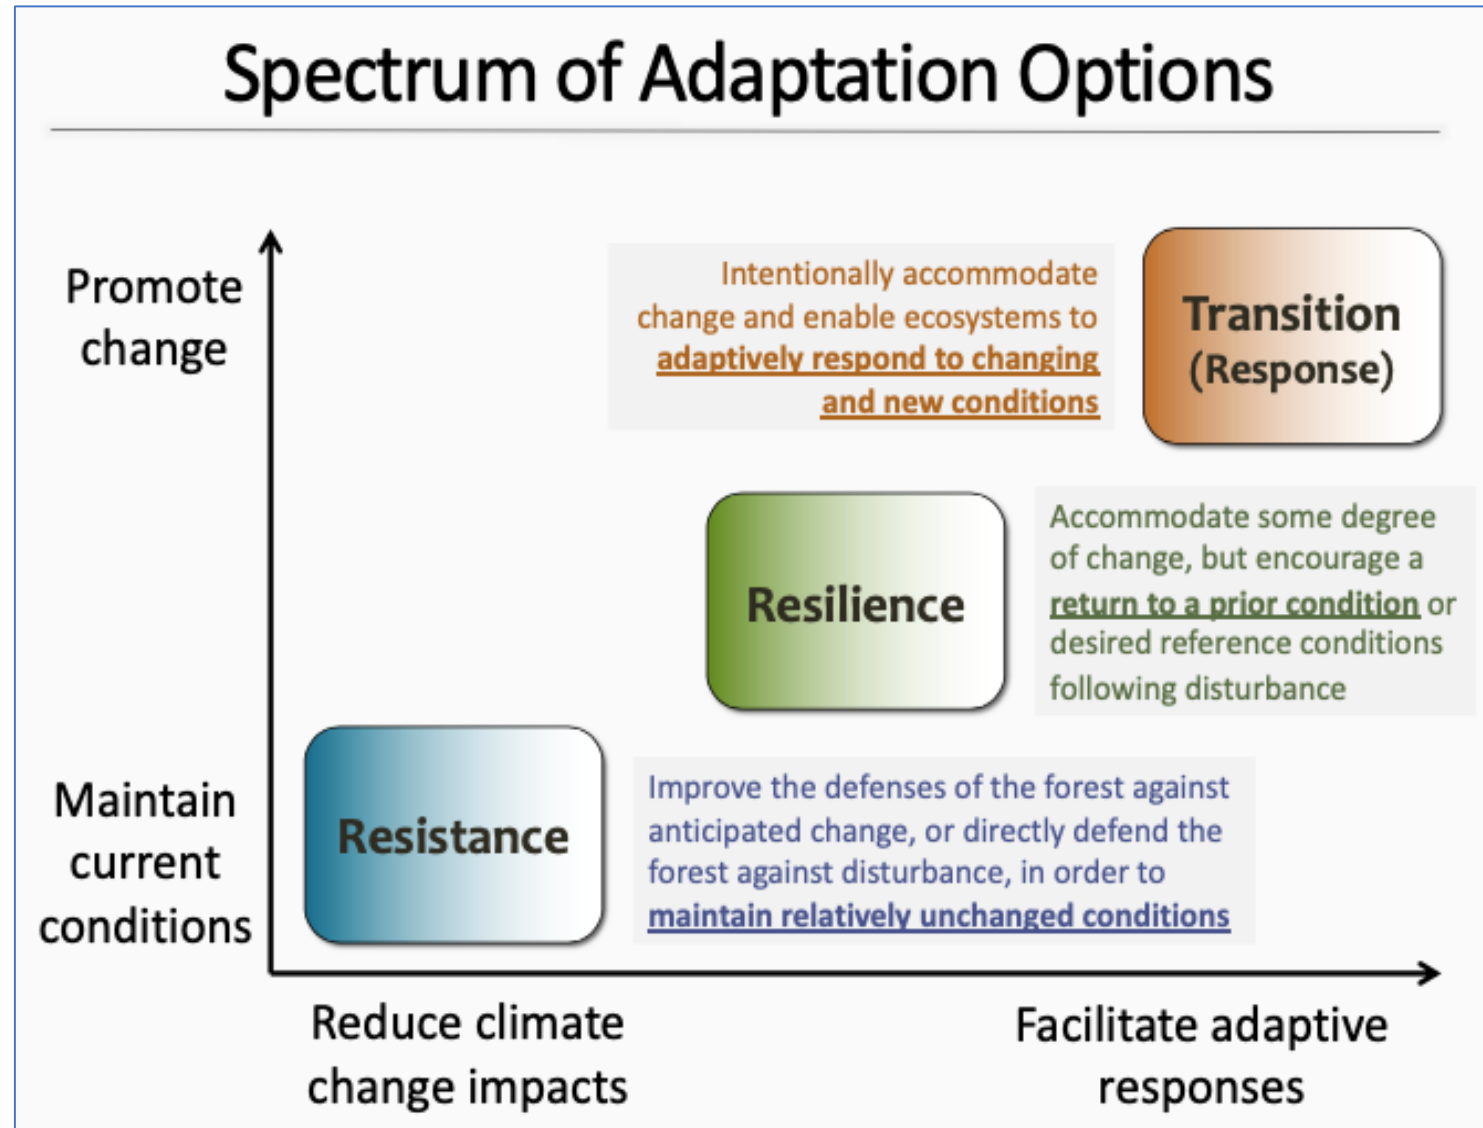 Spectrum of Adaptation Options
Promote
change
Intentionally accommodate
change and enable ecosystems to
adaptively respond to changing
and new conditions
Transition
(Response)
Resilience
Accommodate some degree
of change, but encourage a
return to a prior condition or
desired reference conditions
following disturbance
Maintain
current
conditions
Resistance
Improve the defenses of the forest against
anticipated change, or directly defend the
forest against disturbance, in order to
maintain relatively unchanged conditions
Reduce climate
change impacts
Facilitate adaptive
responses